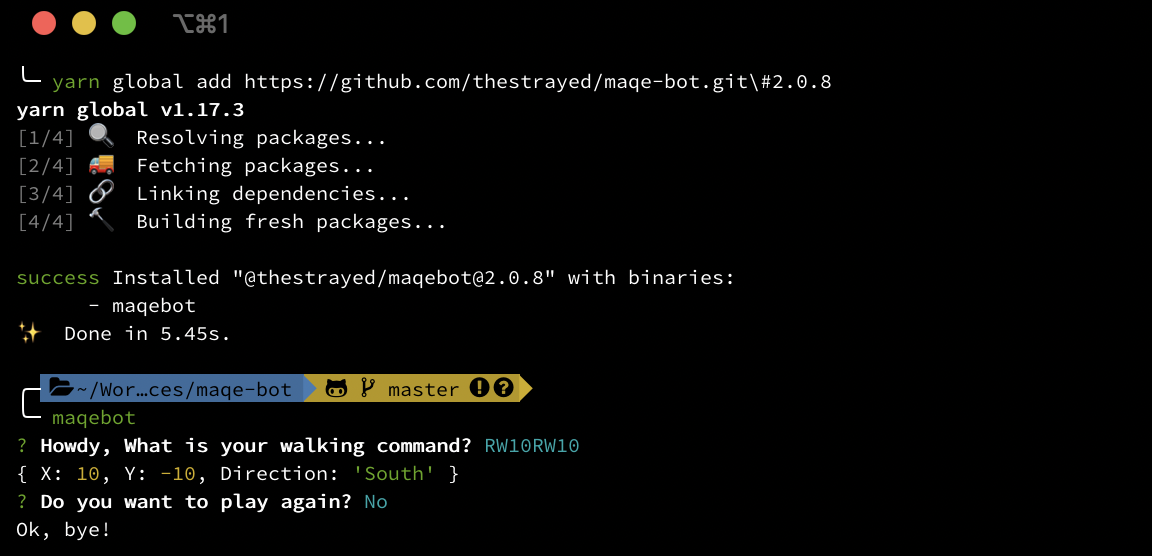 ⌥⌘1
yarn global add https://github.com/thestrayed/maqe-bot.git\#2.0.8
yarn global v1.17.3
[1/4] 🔍 Resolving packages...
[2/4] 🚚 Fetching packages...
[3/4] 🔗 Linking dependencies...
[4/4] 🔨 Building fresh packages...
success Installed "@thestrayed/maqebot@2.0.8" with binaries:
- maqebot
✨ Done in 5.45s.
~/Wor…ces/maqe-bot master
maqebot
? Howdy, What is your walking command? RW10RW10
{ X: 10, Y: -10, Direction: 'South' }
? Do you want to play again? No
Ok, bye!